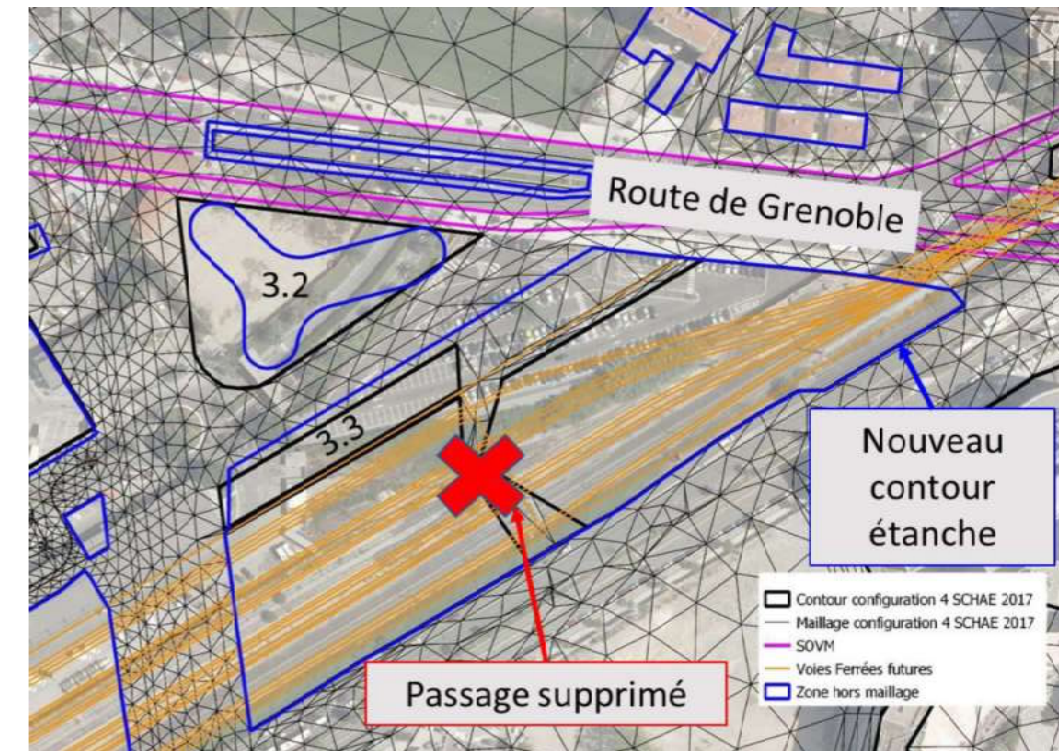 Route de Grenoble
3.2
3.3
Nouveau
contour
étanche
Passage supprimé
Contour configuration 4 SCHAE 2017
Maillage configuration 4 SCHAE 2017
SOVM
Voies Ferrées futures
Zone hors maillage